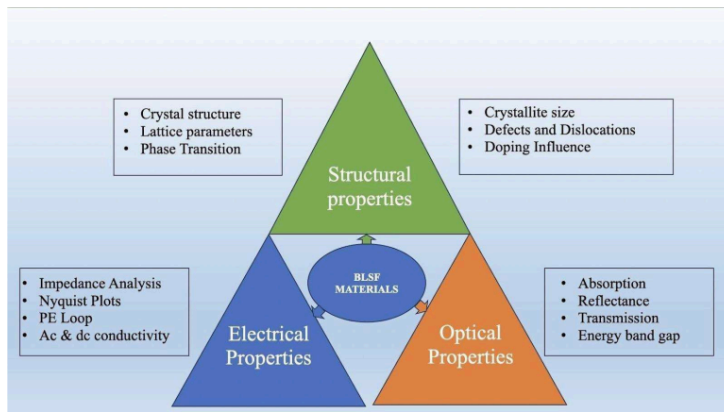 • Crystal structure
• Lattice parameters
• Phase Transition
• Crystallite size
• Defects and Dislocations
• Doping Influence
Structural
properties
BLSF
MATERIALS
• Impedance Analysis
• Nyquist Plots
• PE Loop
• Ac & dc conductivity
Electrical
Properties
Optical
Properties
• Absorption
• Reflectance
• Transmission
• Energy band gap